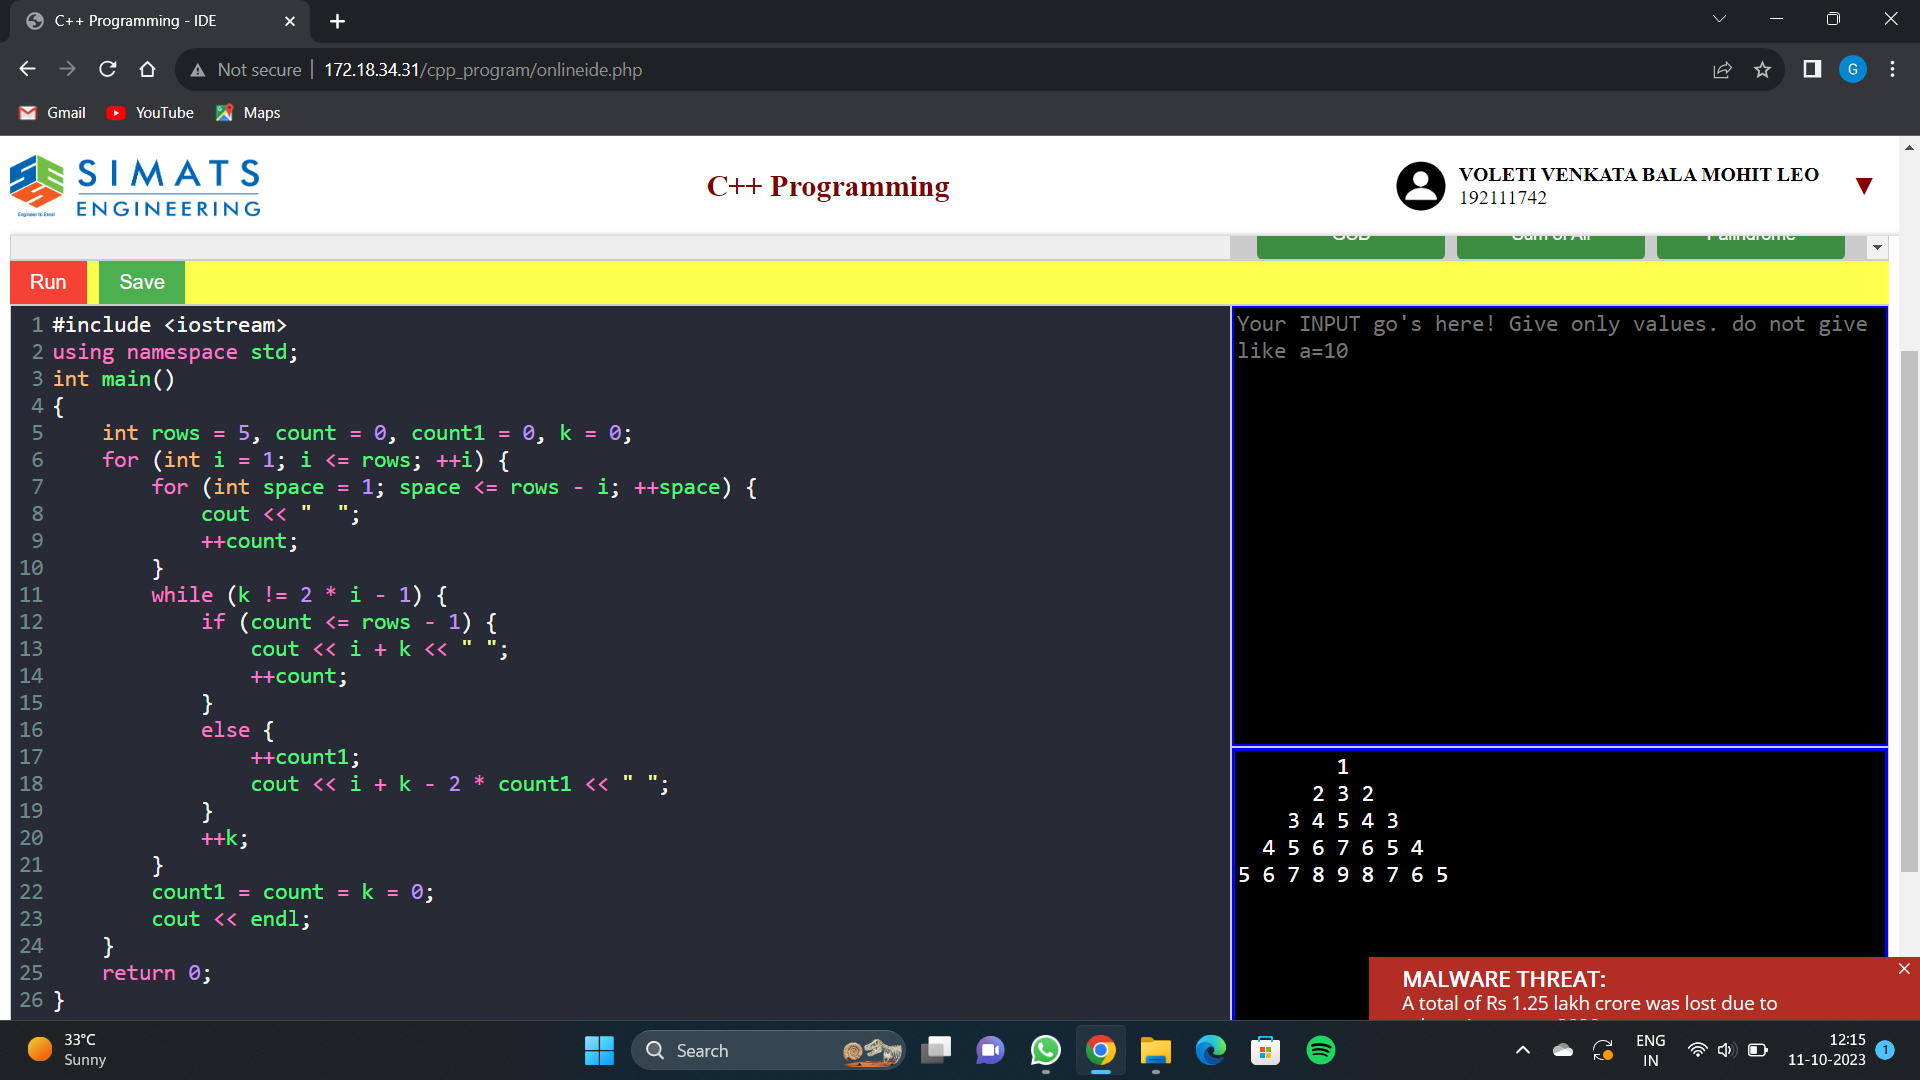 C++ Programming - IDE
Not secure 172.18.34.31/cpp_program/onlineide.php
G
Gmail YouTube Maps
SIMATS
ENGINEERING
Engineer to Excel
C++ Programming
VOLETI VENKATA BALA MOHIT LEO
192111742
GCD Sum of All Palindrome
Run Save
1 #include <iostream>
2 using namespace std;
3 int main()
4 {
5     int rows = 5, count = 0, count1 = 0, k = 0;
6     for (int i = 1; i <= rows; ++i) {
7         for (int space = 1; space <= rows - i; ++space) {
8             cout << "  ";
9             ++count;
10         }
11         while (k != 2 * i - 1) {
12             if (count <= rows - 1) {
13                 cout << i + k << " ";
14                 ++count;
15             }
16             else {
17                 ++count1;
18                 cout << i + k - 2 * count1 << " ";
19             }
20             ++k;
21         }
22         count1 = count = k = 0;
23         cout << endl;
24     }
25     return 0;
26 }
Your INPUT go's here! Give only values. do not give
like a=10
1
2 3 2
3 4 5 4 3
4 5 6 7 6 5 4
5 6 7 8 9 8 7 6 5
MALWARE THREAT:
A total of Rs 1.25 lakh crore was lost due to
33°C
Sunny
Search
ENG
IN
12:15
11-10-2023
1